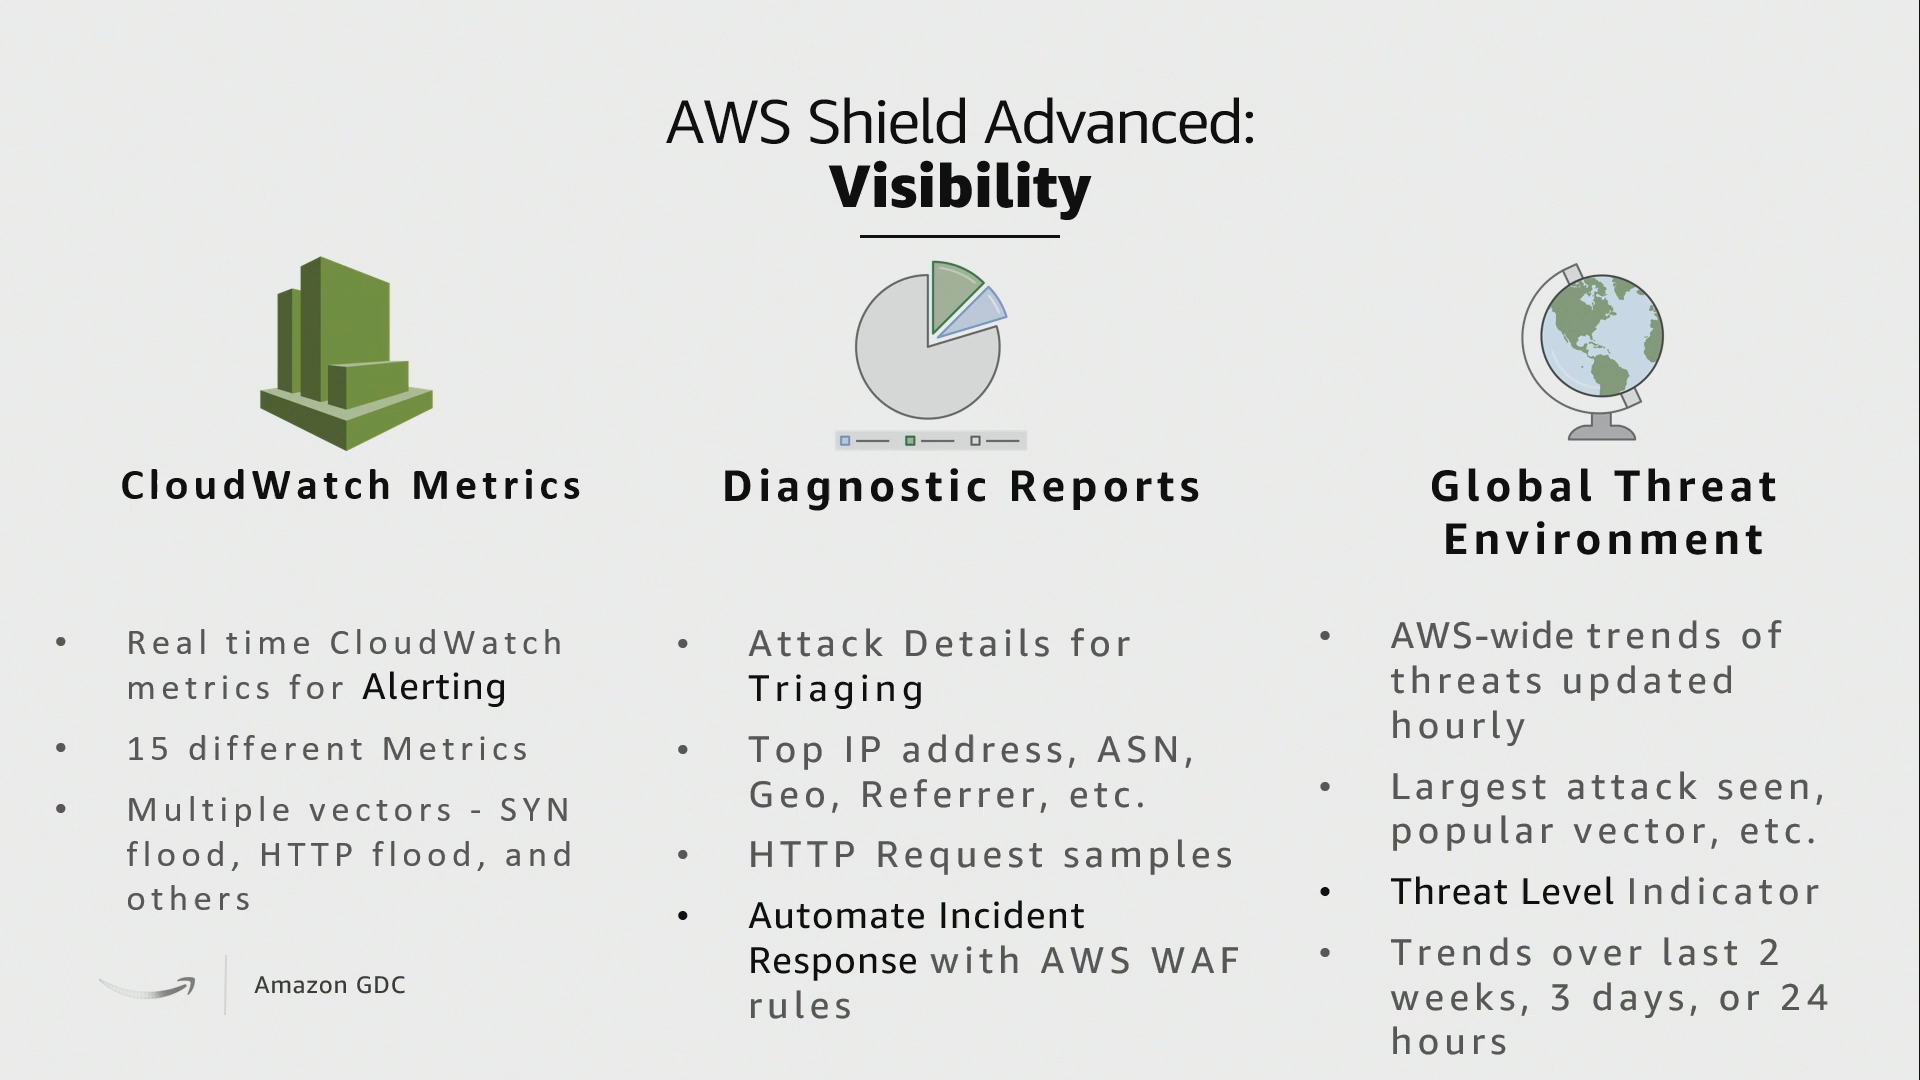 AWS Shield Advanced:
Visibility
CloudWatch Metrics
• Real time CloudWatch
metrics for Alerting
• 15 different Metrics
• Multiple vectors - SYN
flood, HTTP flood, and
others
Diagnostic Reports
• Attack Details for
Triaging
• Top IP address, ASN,
Geo, Referrer, etc.
• HTTP Request samples
• Automate Incident
Response with AWS WAF
rules
Global Threat
Environment
• AWS-wide trends of
threats updated
hourly
• Largest attack seen,
popular vector, etc.
• Threat Level Indicator
• Trends over last 2
weeks, 3 days, or 24
hours
Amazon GDC